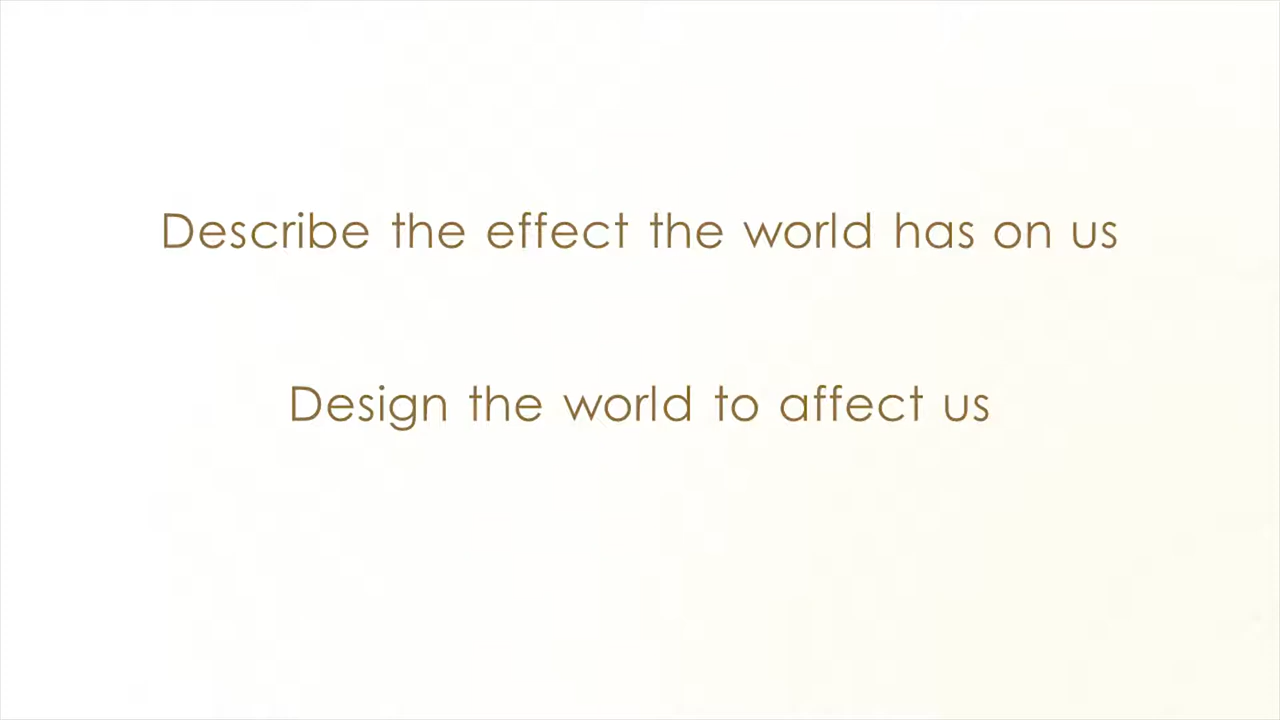 Describe the effect the world has on us
Design the world to affect us